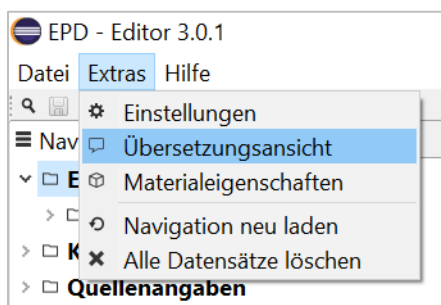 EPD - Editor 3.0.1
Datei Extras Hilfe
Einstellungen
Nav
Übersetzungsansicht
E
Materialeigenschaften
Navigation neu laden
K
Alle Datensätze löschen
Quellenangaben